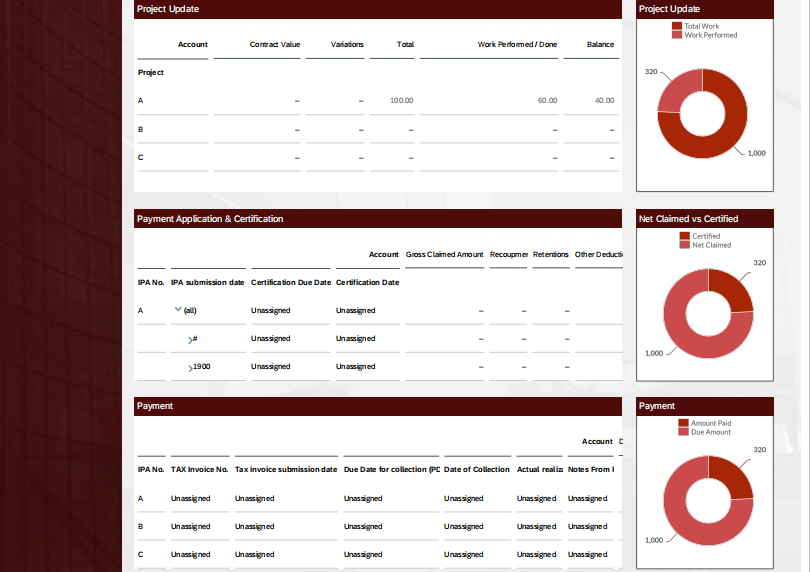 Project Update
Account Contract Value Variations Total Work Performed / Done Balance
Project
A – – 100.00 60.00 40.00
B – – – – –
C – – – – –
Project Update
Total Work
Work Performed
320
1,000
Payment Application & Certification
Account Gross Claimed Amount Recoupmer Retentions Other Deductio
IPA No. IPA submission date Certification Due Date Certification Date
A (all) Unassigned Unassigned – – –
# Unassigned Unassigned – – –
1900 Unassigned Unassigned – – –
Net Claimed vs Certified
Certified
Net Claimed
320
1,000
Payment
Account D
IPA No. TAX Invoice No. Tax invoice submission date Due Date for collection (PD Date of Collection Actual realiza Notes From F
A Unassigned Unassigned Unassigned Unassigned Unassigned Unassigned
B Unassigned Unassigned Unassigned Unassigned Unassigned Unassigned
C Unassigned Unassigned Unassigned Unassigned Unassigned Unassigned
Payment
Amount Paid
Due Amount
320
1,000